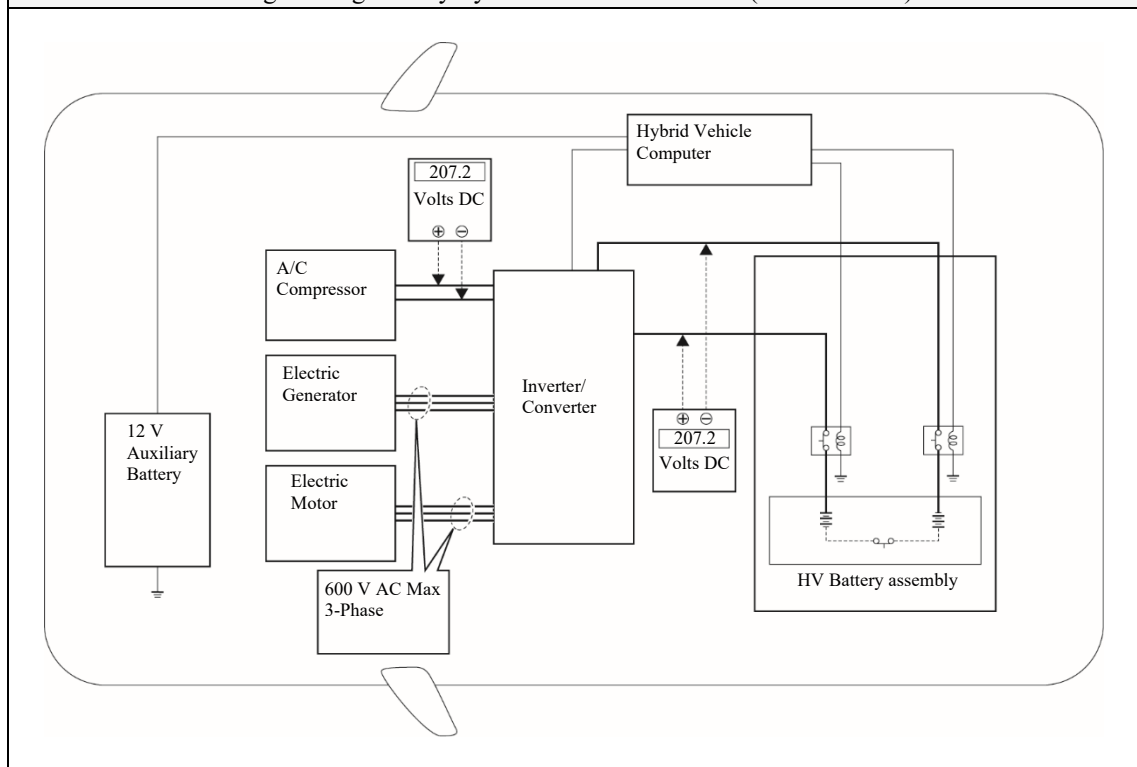 Hybrid Vehicle
Computer
207.2
Volts DC
A/C
Compressor
Electric
Generator
Inverter/
Converter
12 V
Auxiliary
Battery
207.2
Volts DC
Electric
Motor
600 V AC Max
3-Phase
HV Battery assembly